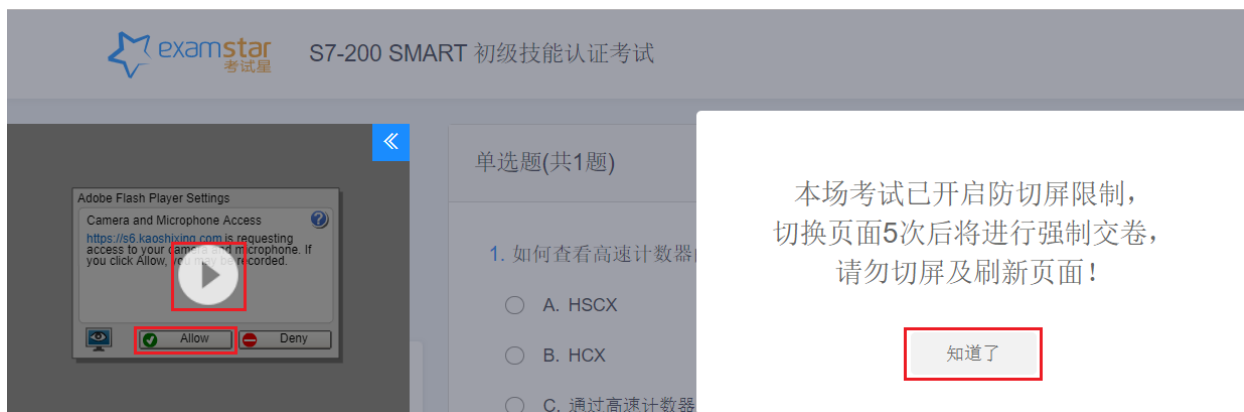 examstar
考试星
S7-200 SMART 初级技能认证考试
Adobe Flash Player Settings
Camera and Microphone Access
https://s6.kaoshixing.com is requesting
access to your camera and microphone. If
you click Allow, you may be recorded.
Allow
Deny
单选题(共1题)
1. 如何查看高速计数器
A. HSCX
B. HCX
C. 通过高速计数器
本场考试已开启防切屏限制，
切换页面5次后将进行强制交卷，
请勿切屏及刷新页面！
知道了